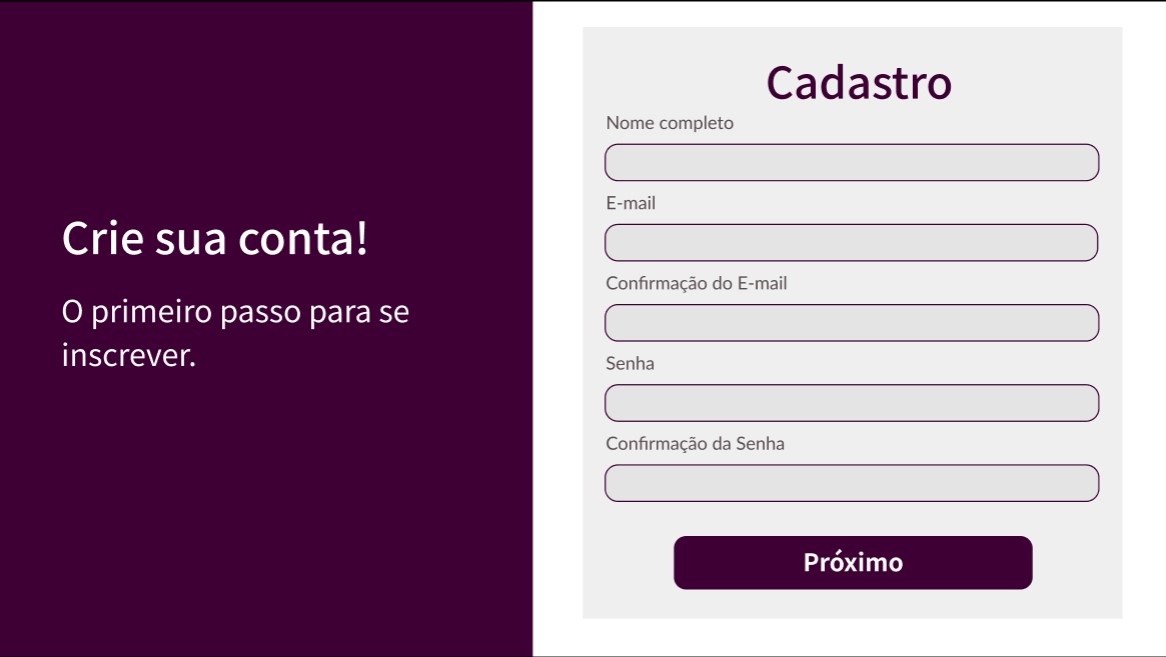 Crie sua conta!
O primeiro passo para se
inscrever.
Cadastro
Nome completo
E-mail
Confirmação do E-mail
Senha
Confirmação da Senha
Próximo